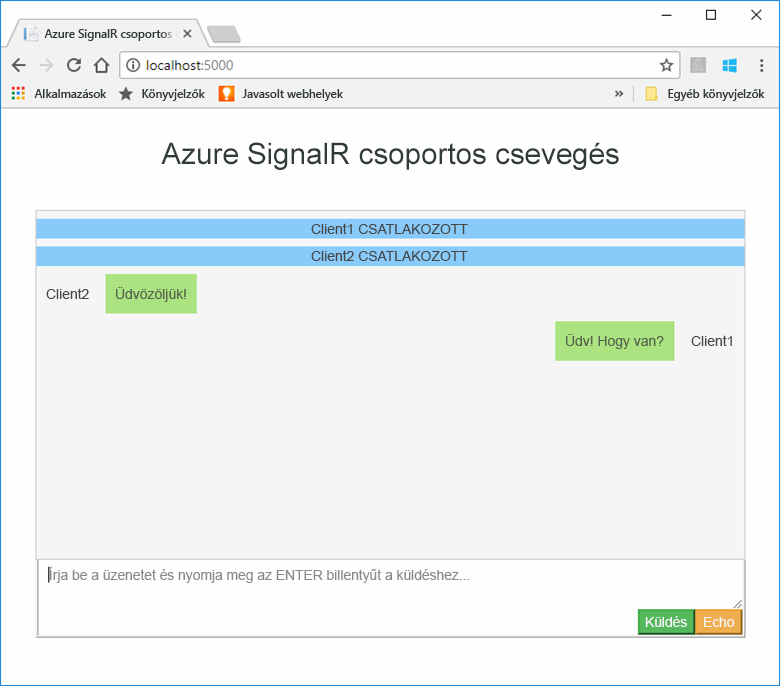 Azure SignalR csoportos
localhost:5000
Alkalmazások Könyvjelzők Javasolt webhelyek » Egyéb könyvjelzők
Azure SignalR csoportos csevegés
Client1 CSATLAKOZOTT
Client2 CSATLAKOZOTT
Client2 Üdvözöljük!
Üdv! Hogy van? Client1
Írja be a üzenetet és nyomja meg az ENTER billentyűt a küldéshez...
Küldés Echo